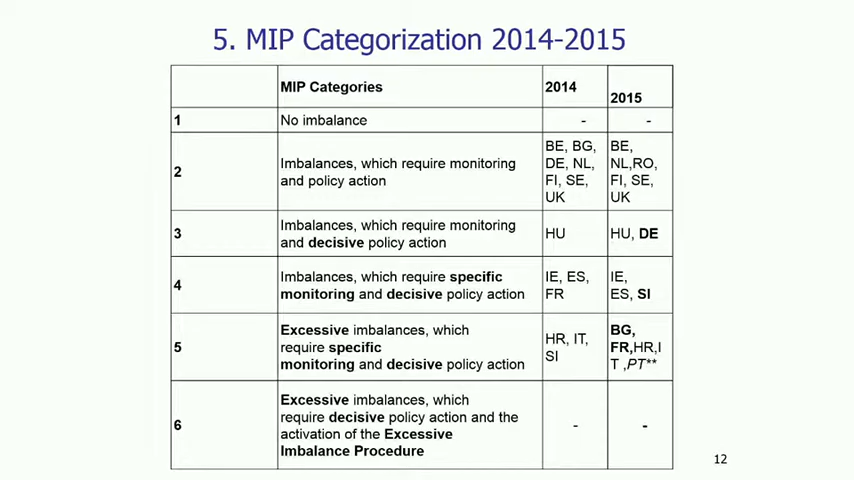 5. MIP Categorization 2014-2015
MIP Categories
2014
2015
1
No imbalance
-
-
2
Imbalances, which require monitoring
and policy action
BE, BG,
DE, NL,
FI, SE,
UK
BE,
NL,RO,
FI, SE,
UK
3
Imbalances, which require monitoring
and decisive policy action
HU
HU, DE
4
Imbalances, which require specific
monitoring and decisive policy action
IE, ES,
FR
IE,
ES, SI
5
Excessive imbalances, which
require specific
monitoring and decisive policy action
HR, IT,
SI
BG,
FR,HR,I
T ,PT**
6
Excessive imbalances, which
require decisive policy action and the
activation of the Excessive
Imbalance Procedure
-
-
12